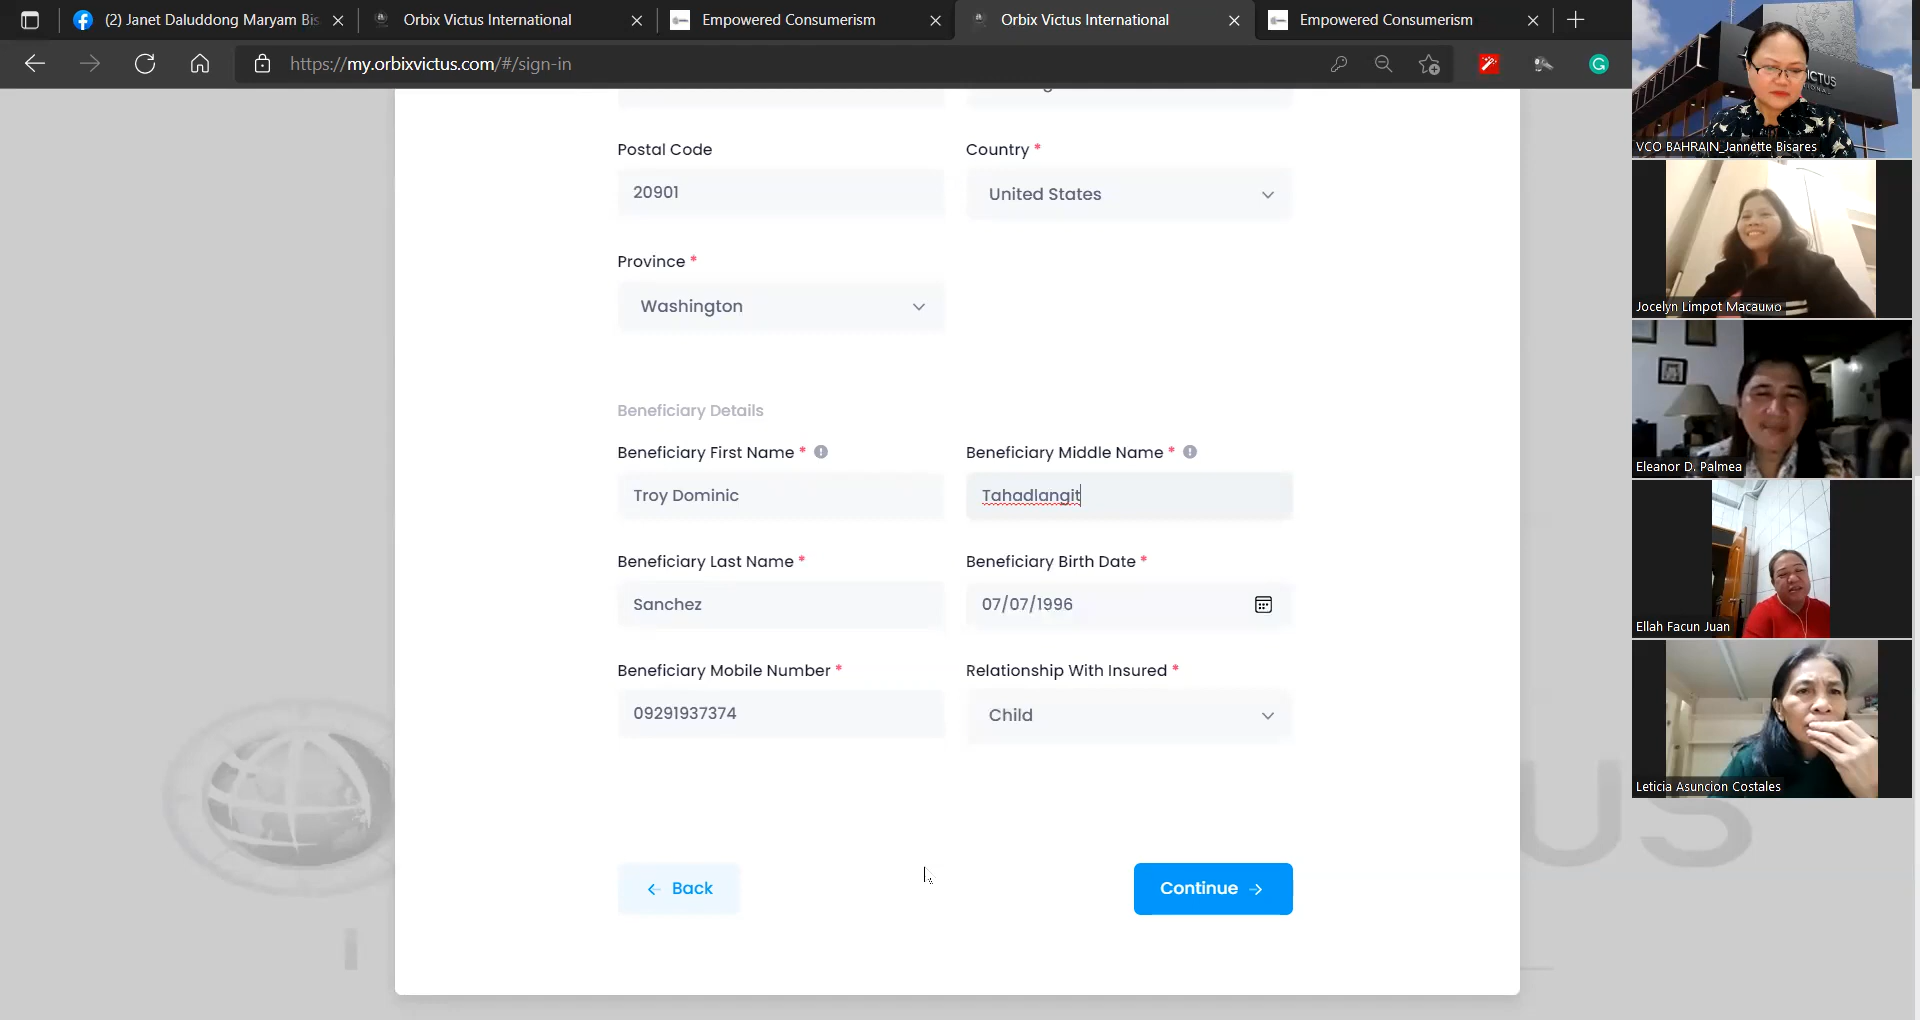 (2) Janet Daluddong Maryam Bis
Orbix Victus International
Empowered Consumerism
Orbix Victus International
Empowered Consumerism
https://my.orbixvictus.com/#/sign-in
Postal Code
Country *
20901
United States
Province *
Washington
Beneficiary Details
Beneficiary First Name *
Beneficiary Middle Name *
Troy Dominic
Tahadlangit
Beneficiary Last Name *
Beneficiary Birth Date *
Sanchez
07/07/1996
Beneficiary Mobile Number *
Relationship With Insured *
09291937374
Child
← Back
Continue →
US
VCO BAHRAIN_Jannette Bisares
Jocelyn Limpot Macaumo
Eleanor D. Palmea
Ellah Facun Juan
Leticia Asuncion Costales